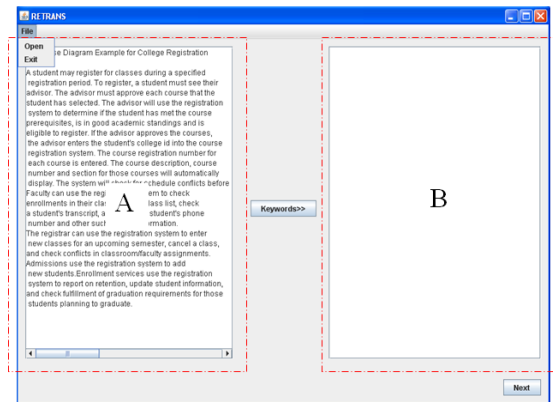 RETRANS
File
Open
Exit
se Diagram Example for College Registration
A student may register for classes during a specified
registration period. To register, a student must see their
advisor. The advisor must approve each course that the
student has selected. The advisor will use the registration
system to determine if the student has met the course
prerequisites, is in good academic standings and is
eligible to register. If the advisor approves the courses,
the advisor enters the student's college id into the course
registration system. The course registration number for
each course is entered. The course description, course
number and section for those courses will automatically
display. The system will check for schedule conflicts before
Faculty can use the regi em to check
enrollments in their clas lass list, check
a student's transcript, a student's phone
number and other such rmation.
The registrar can use the registration system to enter
new classes for an upcoming semester, cancel a class,
and check conflicts in classroom/faculty assignments.
Admissions use the registration system to add
new students.Enrollment services use the registration
system to report on retention, update student information,
and check fulfillment of graduation requirements for those
students planning to graduate.
A
Keywords>>
B
Next